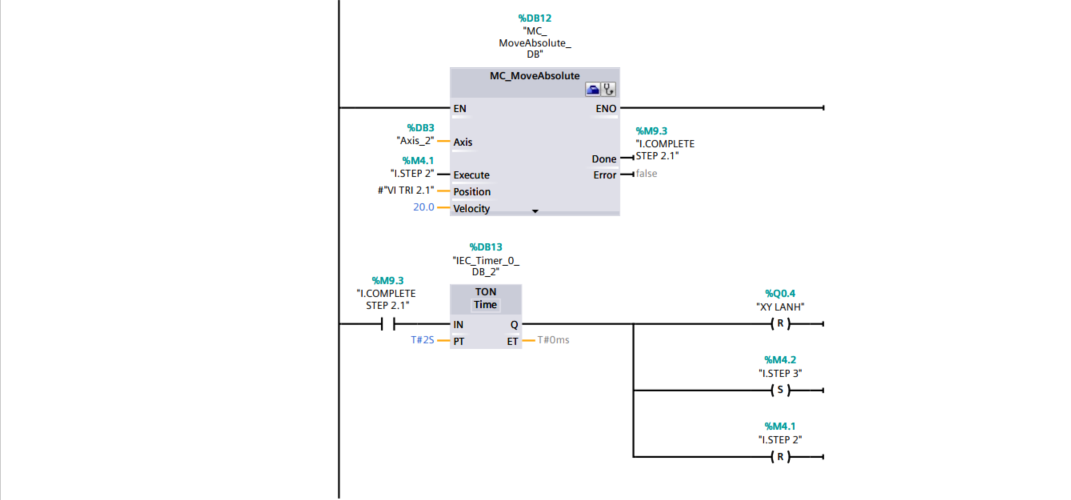 %DB12
"MC_
MoveAbsolute_
DB"
MC_MoveAbsolute
EN
ENO
%DB3
"Axis_2"
Axis
%M9.3
"I.COMPLETE
STEP 2.1"
Done
%M4.1
"I.STEP 2"
Execute
Error
false
#"VI TRI 2.1"
Position
20.0
Velocity
%DB13
"IEC_Timer_0_
DB_2"
%M9.3
"I.COMPLETE
STEP 2.1"
TON
Time
IN
Q
T#2S
PT
ET
T#0ms
%Q0.4
"XY LANH"
R
%M4.2
"I.STEP 3"
S
%M4.1
"I.STEP 2"
R